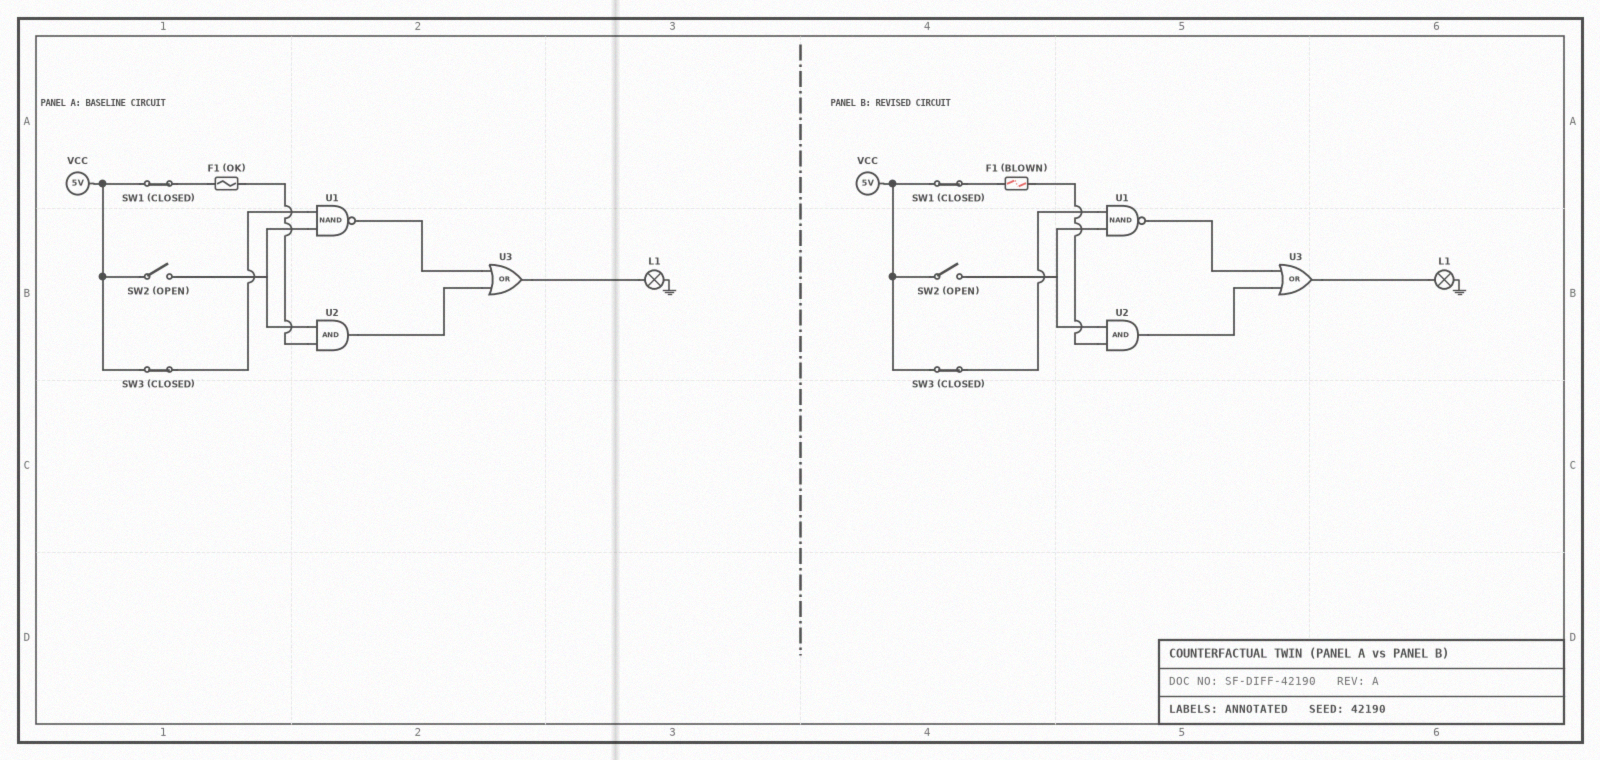 1 2 3 4 5 6
PANEL A: BASELINE CIRCUIT
PANEL B: REVISED CIRCUIT
A A
VCC
5V
F1 (OK)
SW1 (CLOSED)
U1
NAND
SW2 (OPEN)
U3
OR
L1
U2
AND
SW3 (CLOSED)
VCC
5V
F1 (BLOWN)
SW1 (CLOSED)
U1
NAND
SW2 (OPEN)
U3
OR
L1
U2
AND
SW3 (CLOSED)
B B
C C
D D
COUNTERFACTUAL TWIN (PANEL A vs PANEL B)
DOC NO: SF-DIFF-42190 REV: A
LABELS: ANNOTATED SEED: 42190
1 2 3 4 5 6